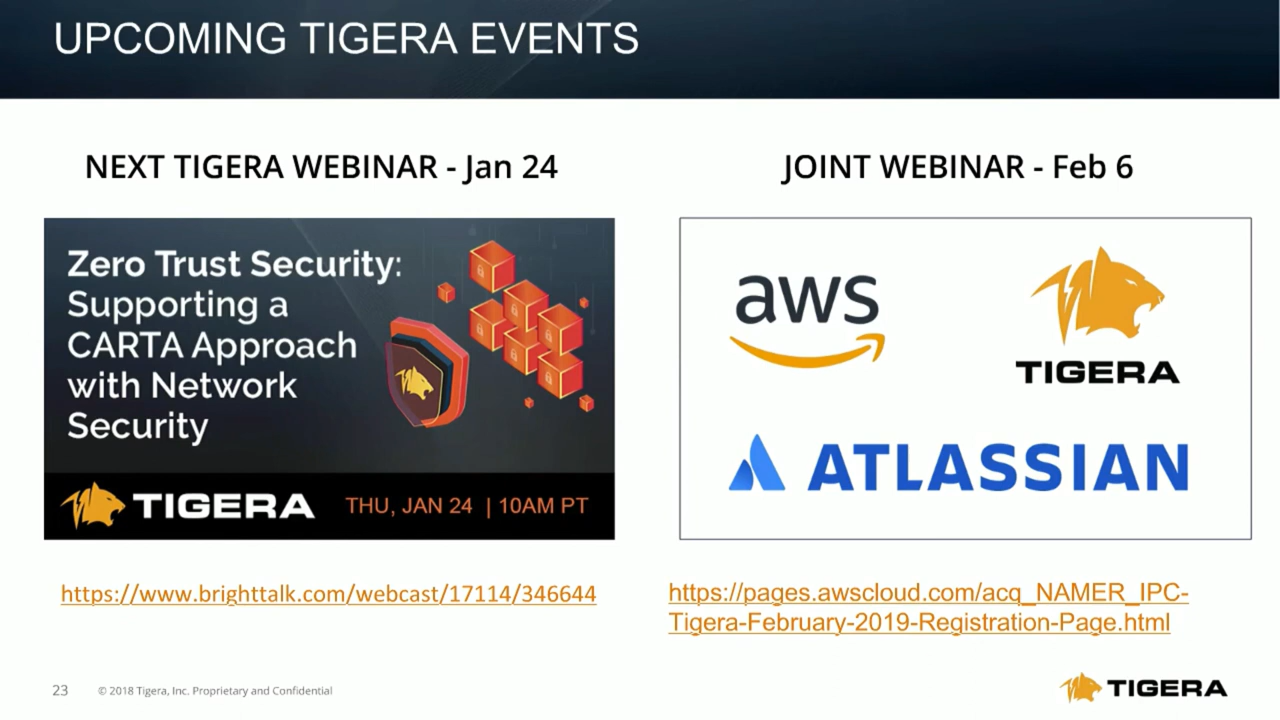 UPCOMING TIGERA EVENTS
NEXT TIGERA WEBINAR - Jan 24
Zero Trust Security:
Supporting a
CARTA Approach
with Network
Security
TIGERA THU, JAN 24 | 10AM PT
https://www.brighttalk.com/webcast/17114/346644
JOINT WEBINAR - Feb 6
aws
TIGERA
ATLASSIAN
https://pages.awscloud.com/acq_NAMER_IPC-
Tigera-February-2019-Registration-Page.html
23 © 2018 Tigera, Inc. Proprietary and Confidential
TIGERA